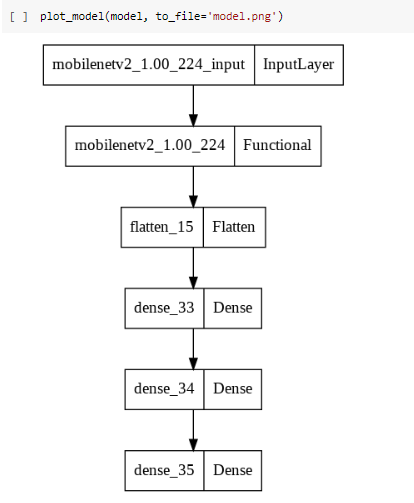 [ ] plot_model(model, to_file='model.png')
mobilenetv2_1.00_224_input InputLayer
mobilenetv2_1.00_224 Functional
flatten_15 Flatten
dense_33 Dense
dense_34 Dense
dense_35 Dense